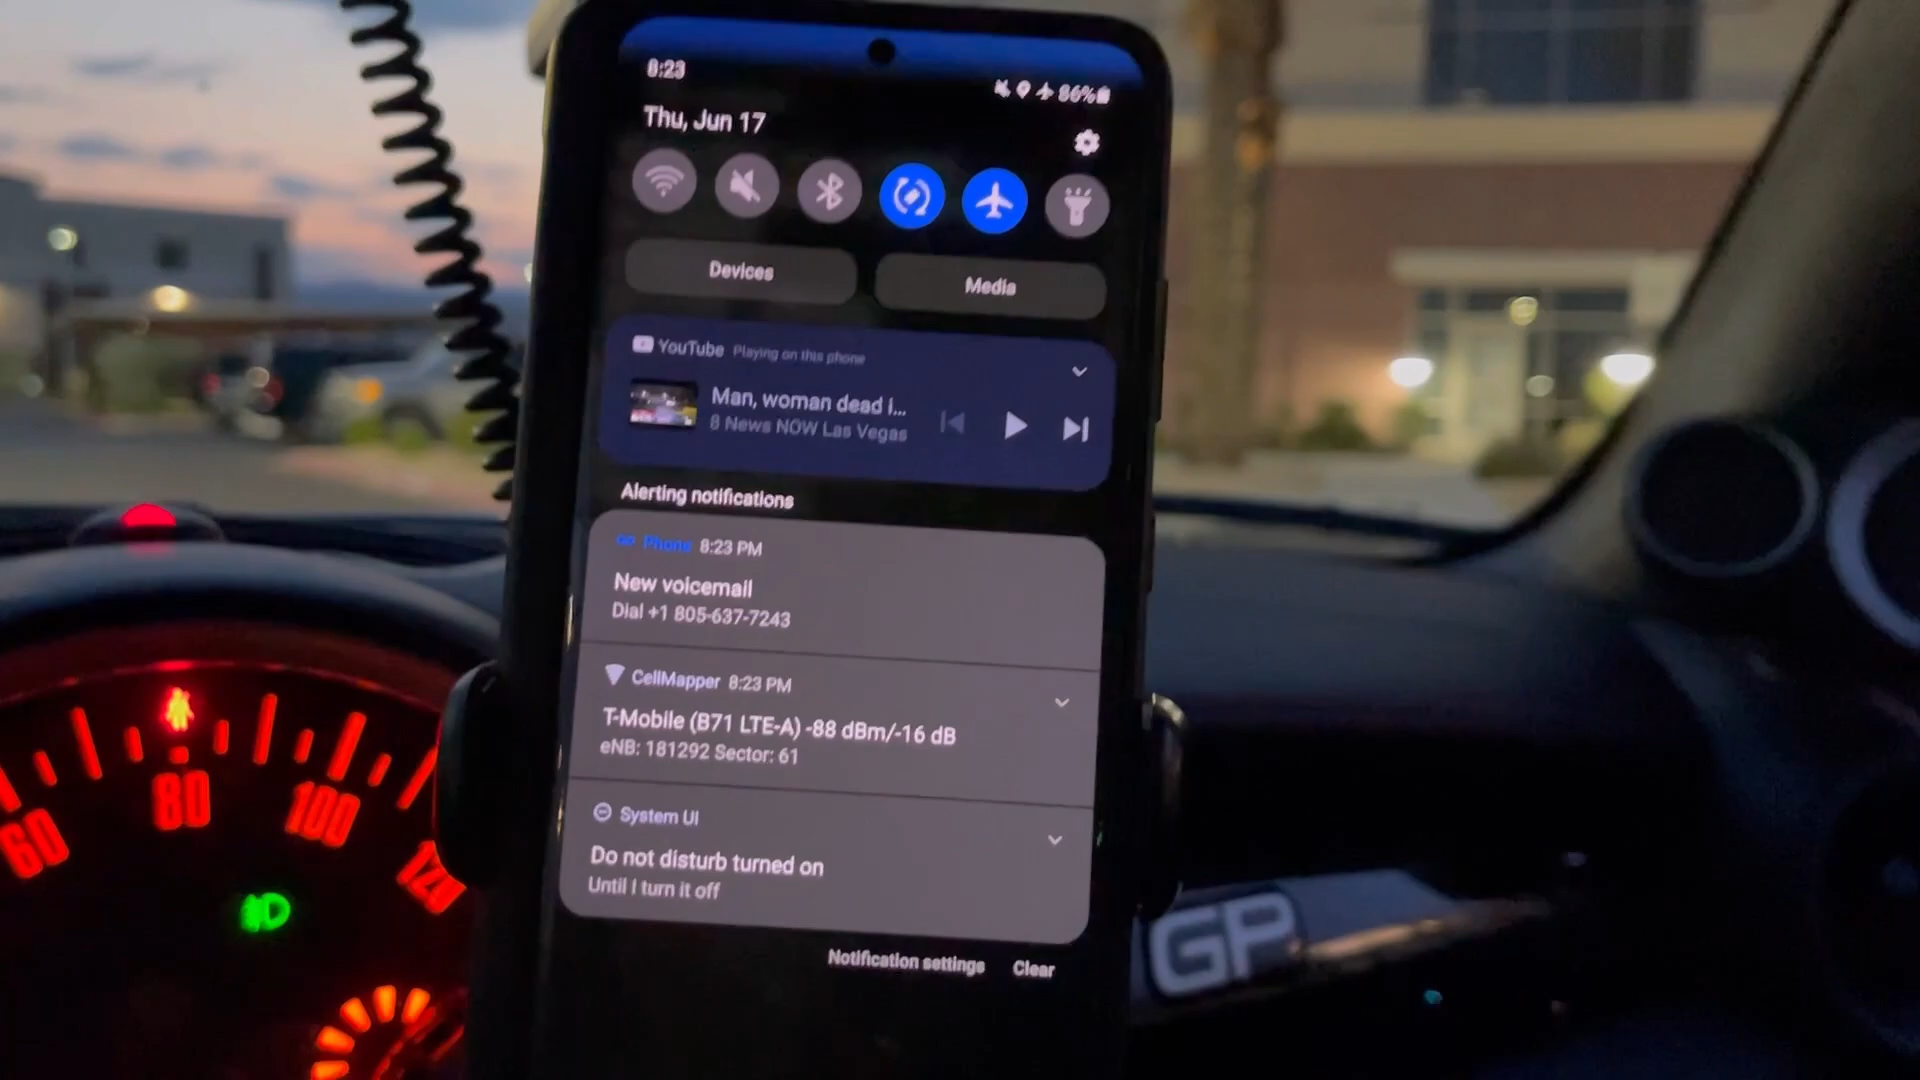 8:23
86%
Thu, Jun 17
Devices
Media
YouTube Playing on this phone
Man, woman dead i...
8 News NOW Las Vegas
Alerting notifications
Phone 8:23 PM
New voicemail
Dial +1 805-637-7243
CellMapper 8:23 PM
T-Mobile (B71 LTE-A) -88 dBm/-16 dB
eNB: 181292 Sector: 61
System UI
Do not disturb turned on
Until I turn it off
Notification settings Clear
60
80
100
120
GP